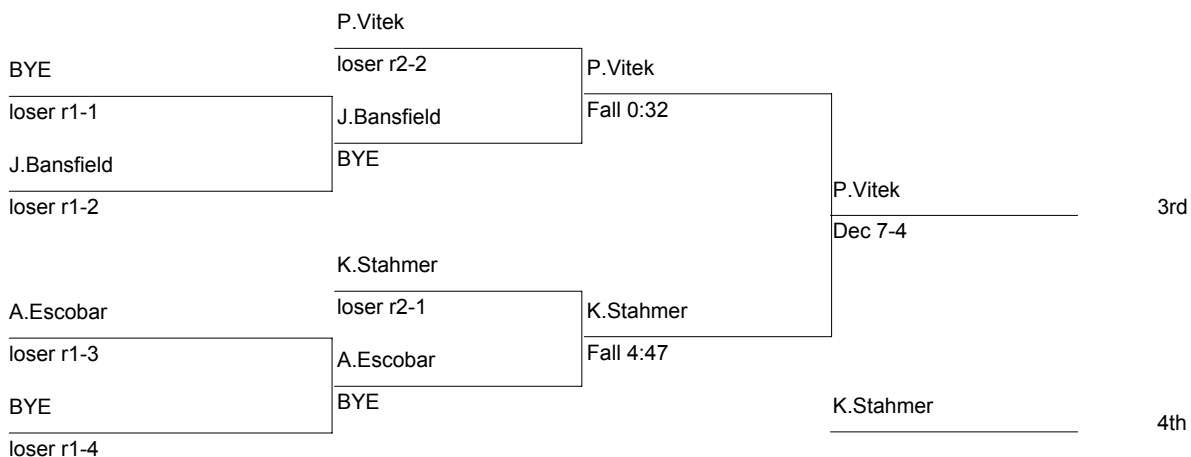 P.Vitek
BYE
loser r2-2
P.Vitek
loser r1-1
J.Bansfield
Fall 0:32
J.Bansfield
BYE
P.Vitek
loser r1-2
3rd
Dec 7-4
K.Stahmer
A.Escobar
loser r2-1
K.Stahmer
loser r1-3
A.Escobar
Fall 4:47
BYE
BYE
K.Stahmer
4th
loser r1-4